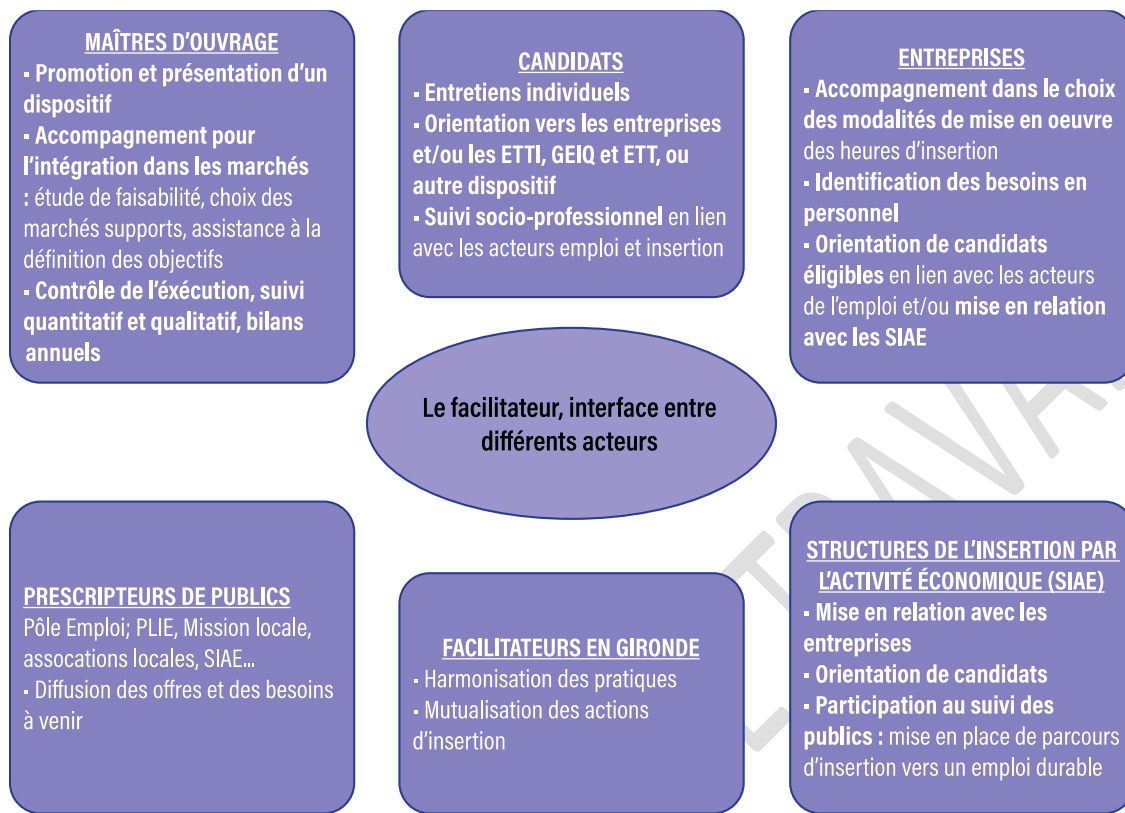 MAÎTRES D'OUVRAGE
▪ Promotion et présentation d'un
dispositif
▪ Accompagnement pour
l'intégration dans les marchés
: étude de faisabilité, choix des
marchés supports, assistance à la
définition des objectifs
▪ Contrôle de l'éxécution, suivi
quantitatif et qualitatif, bilans
annuels
CANDIDATS
▪ Entretiens individuels
▪ Orientation vers les entreprises
et/ou les ETTI, GEIQ et ETT, ou
autre dispositif
▪ Suivi socio-professionnel en lien
avec les acteurs emploi et insertion
ENTREPRISES
▪ Accompagnement dans le choix
des modalités de mise en oeuvre
des heures d'insertion
▪ Identification des besoins en
personnel
▪ Orientation de candidats
éligibles en lien avec les acteurs
de l'emploi et/ou mise en relation
avec les SIAE
Le facilitateur, interface entre
différents acteurs
PRESCRIPTEURS DE PUBLICS
Pôle Emploi; PLIE, Mission locale,
assocations locales, SIAE...
▪ Diffusion des offres et des besoins
à venir
FACILITATEURS EN GIRONDE
▪ Harmonisation des pratiques
▪ Mutualisation des actions
d'insertion
STRUCTURES DE L'INSERTION PAR
L'ACTIVITÉ ÉCONOMIQUE (SIAE)
▪ Mise en relation avec les
entreprises
▪ Orientation de candidats
▪ Participation au suivi des
publics : mise en place de parcours
d'insertion vers un emploi durable